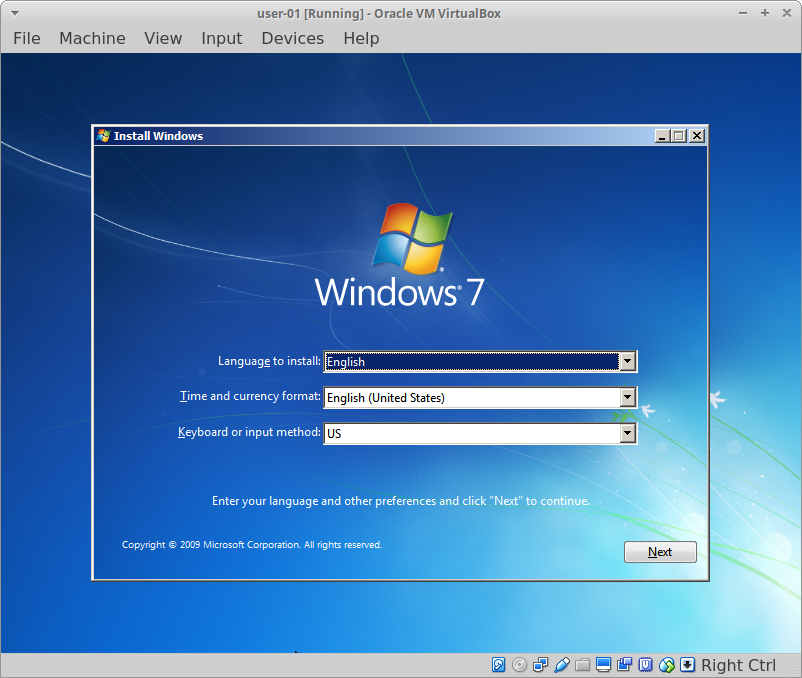 user-01 [Running] - Oracle VM VirtualBox
File Machine View Input Devices Help
Install Windows
Windows® 7
Language to install: English
Time and currency format: English (United States)
Keyboard or input method: US
Enter your language and other preferences and click "Next" to continue.
Copyright © 2009 Microsoft Corporation. All rights reserved.
Next
Right Ctrl